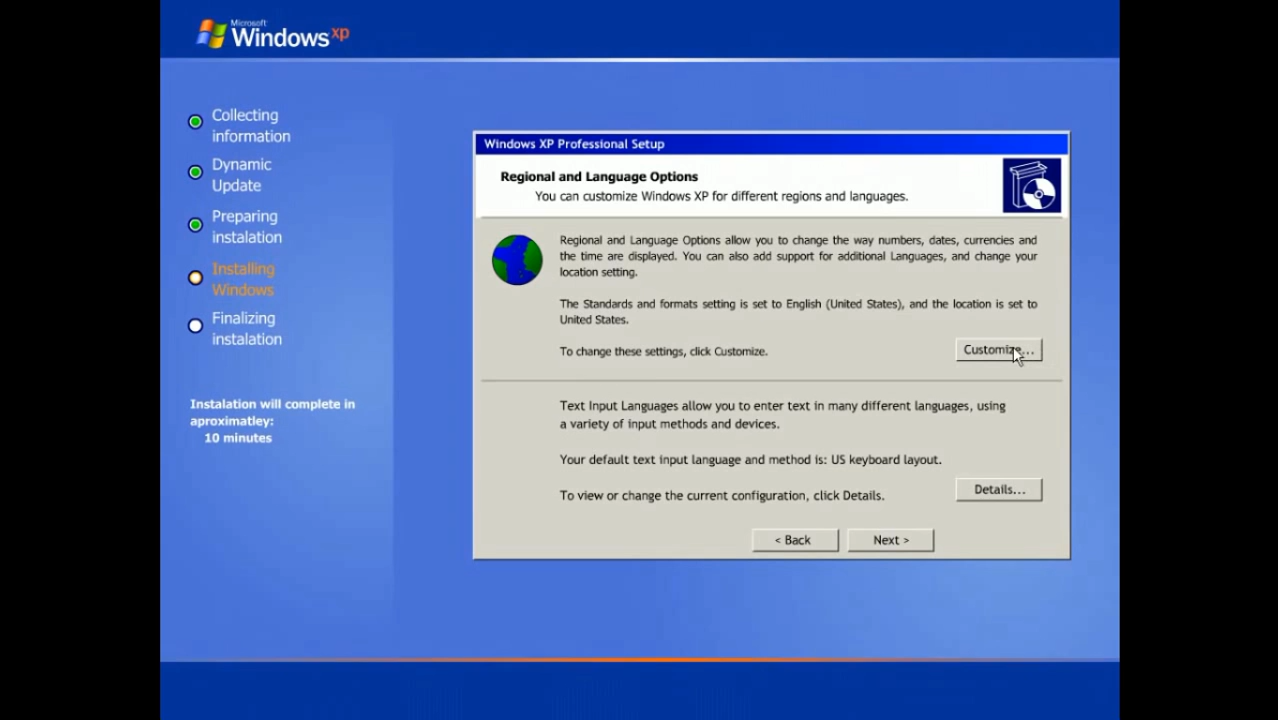 Microsoft
Windows xp
Collecting
information
Dynamic
Update
Preparing
instalation
Installing
Windows
Finalizing
instalation
Instalation will complete in
aproximatley:
10 minutes
Windows XP Professional Setup
Regional and Language Options
You can customize Windows XP for different regions and languages.
Regional and Language Options allow you to change the way numbers, dates, currencies and
the time are displayed. You can also add support for additional Languages, and change your
location setting.
The Standards and formats setting is set to English (United States), and the location is set to
United States.
To change these settings, click Customize.
Customize...
Text Input Languages allow you to enter text in many different languages, using
a variety of input methods and devices.
Your default text input language and method is: US keyboard layout.
To view or change the current configuration, click Details.
Details...
< Back
Next >